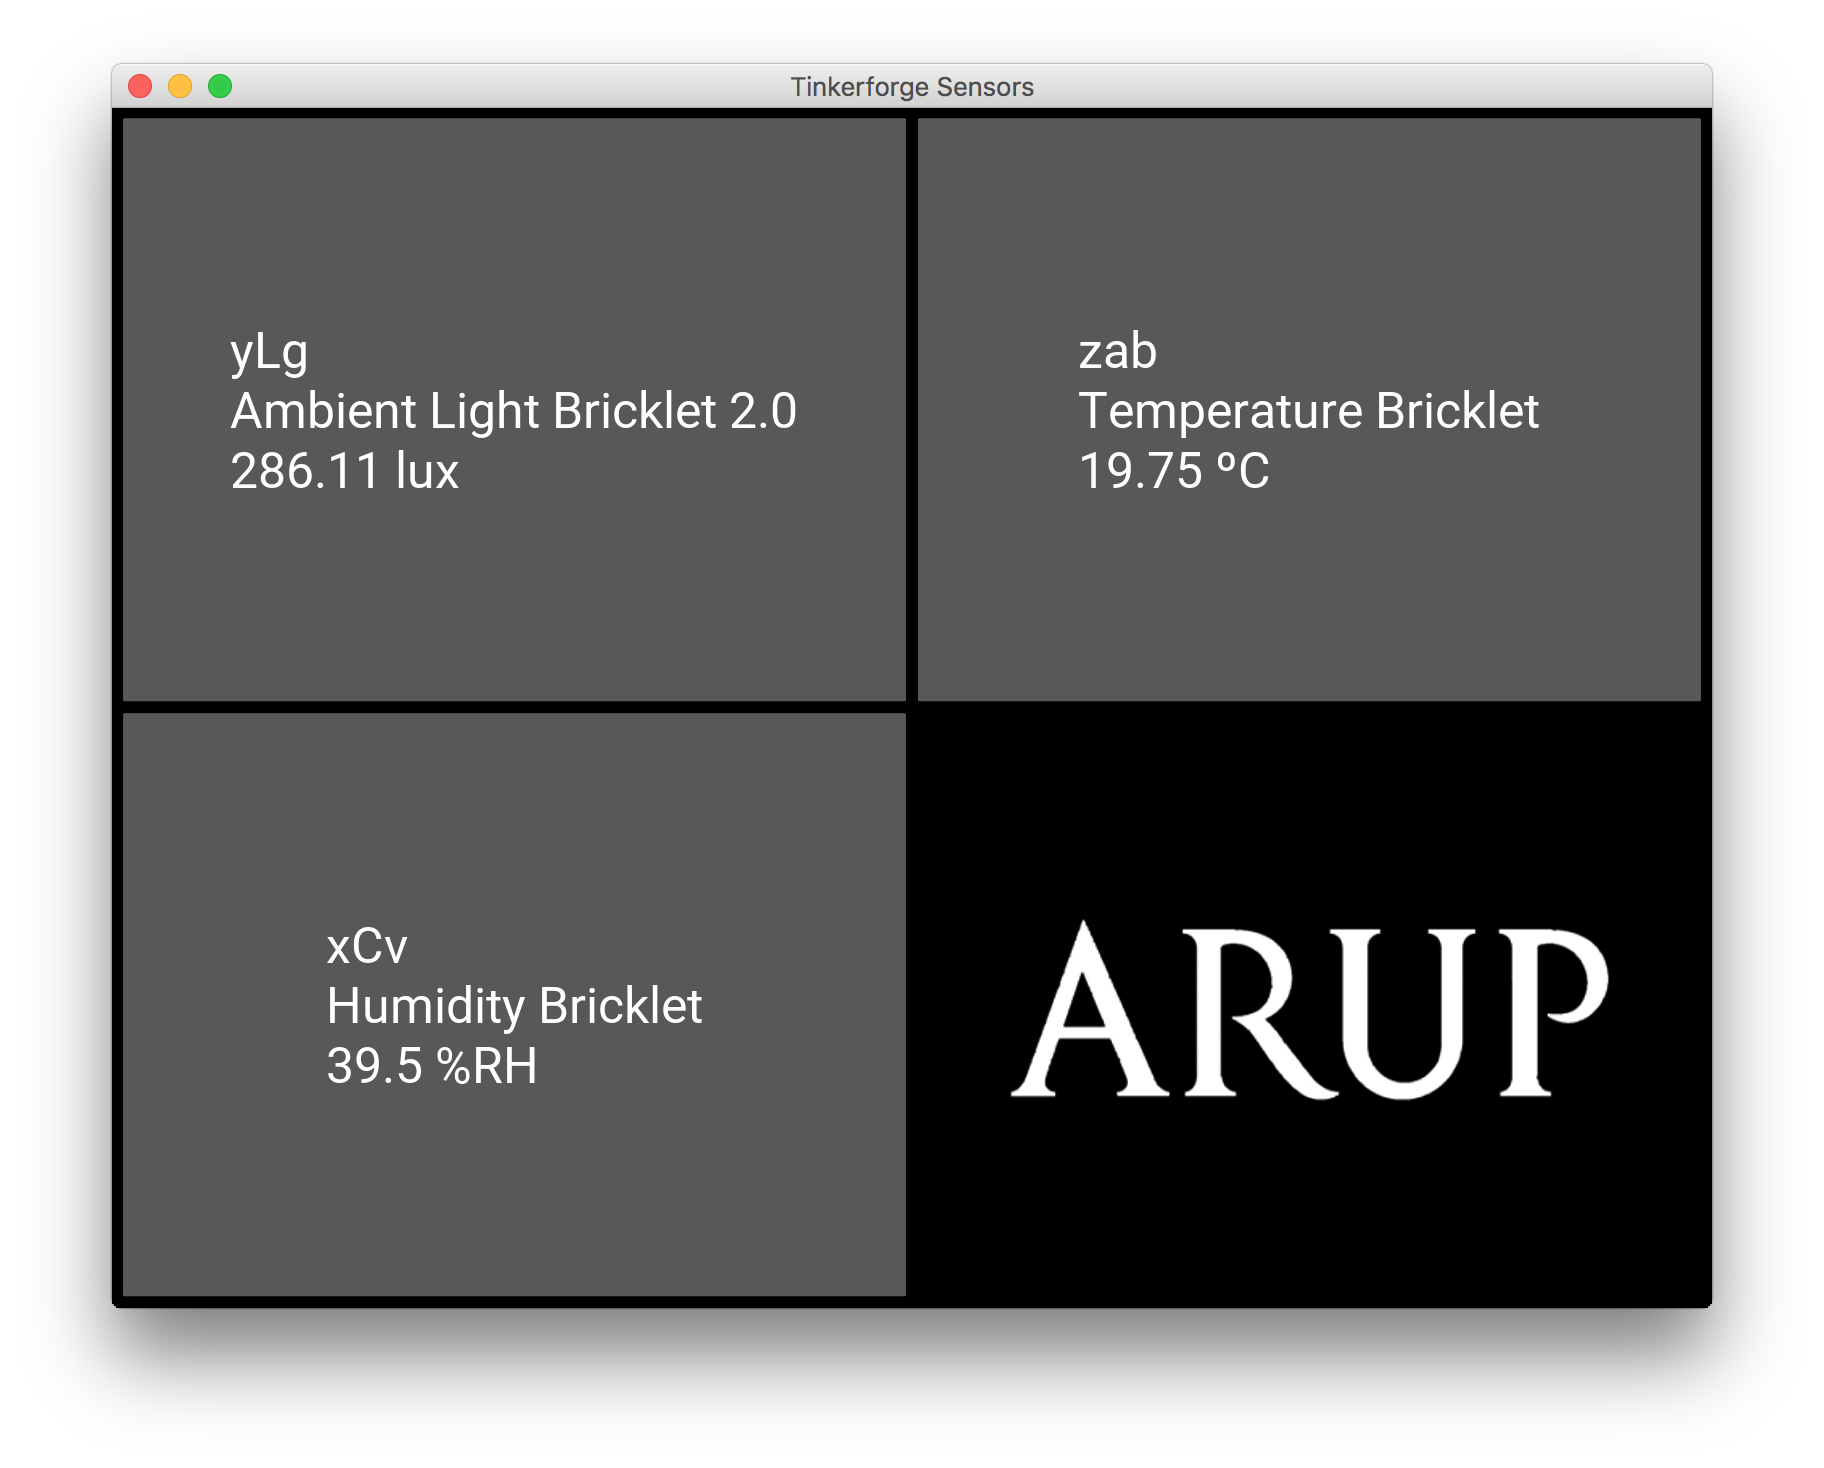 Tinkerforge Sensors
yLg
Ambient Light Bricklet 2.0
286.11 lux
zab
Temperature Bricklet
19.75 ºC
xCv
Humidity Bricklet
39.5 %RH
ARUP